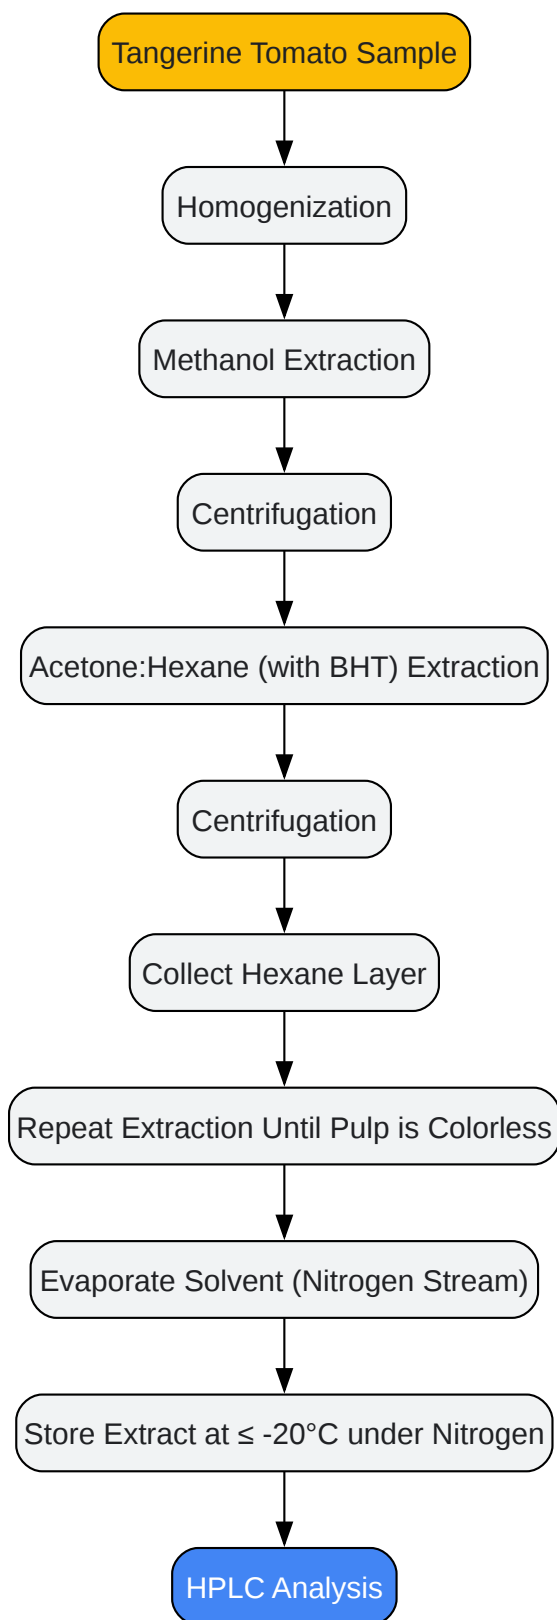 Tangerine Tomato Sample
Homogenization
Methanol Extraction
Centrifugation
Acetone:Hexane (with BHT) Extraction
Centrifugation
Collect Hexane Layer
Repeat Extraction Until Pulp is Colorless
Evaporate Solvent (Nitrogen Stream)
Store Extract at ≤ -20°C under Nitrogen
HPLC Analysis